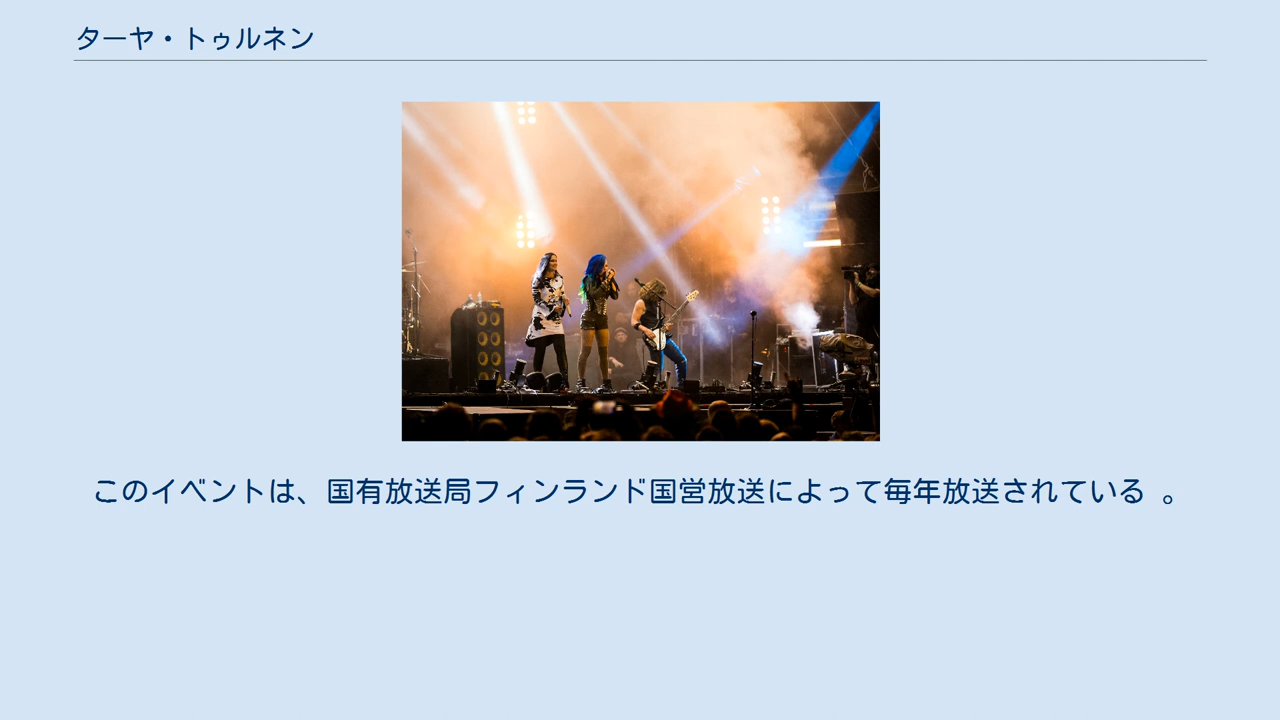 ターヤ・トゥルネン
このイベントは、国有放送局フィンランド国営放送によって毎年放送されている 。